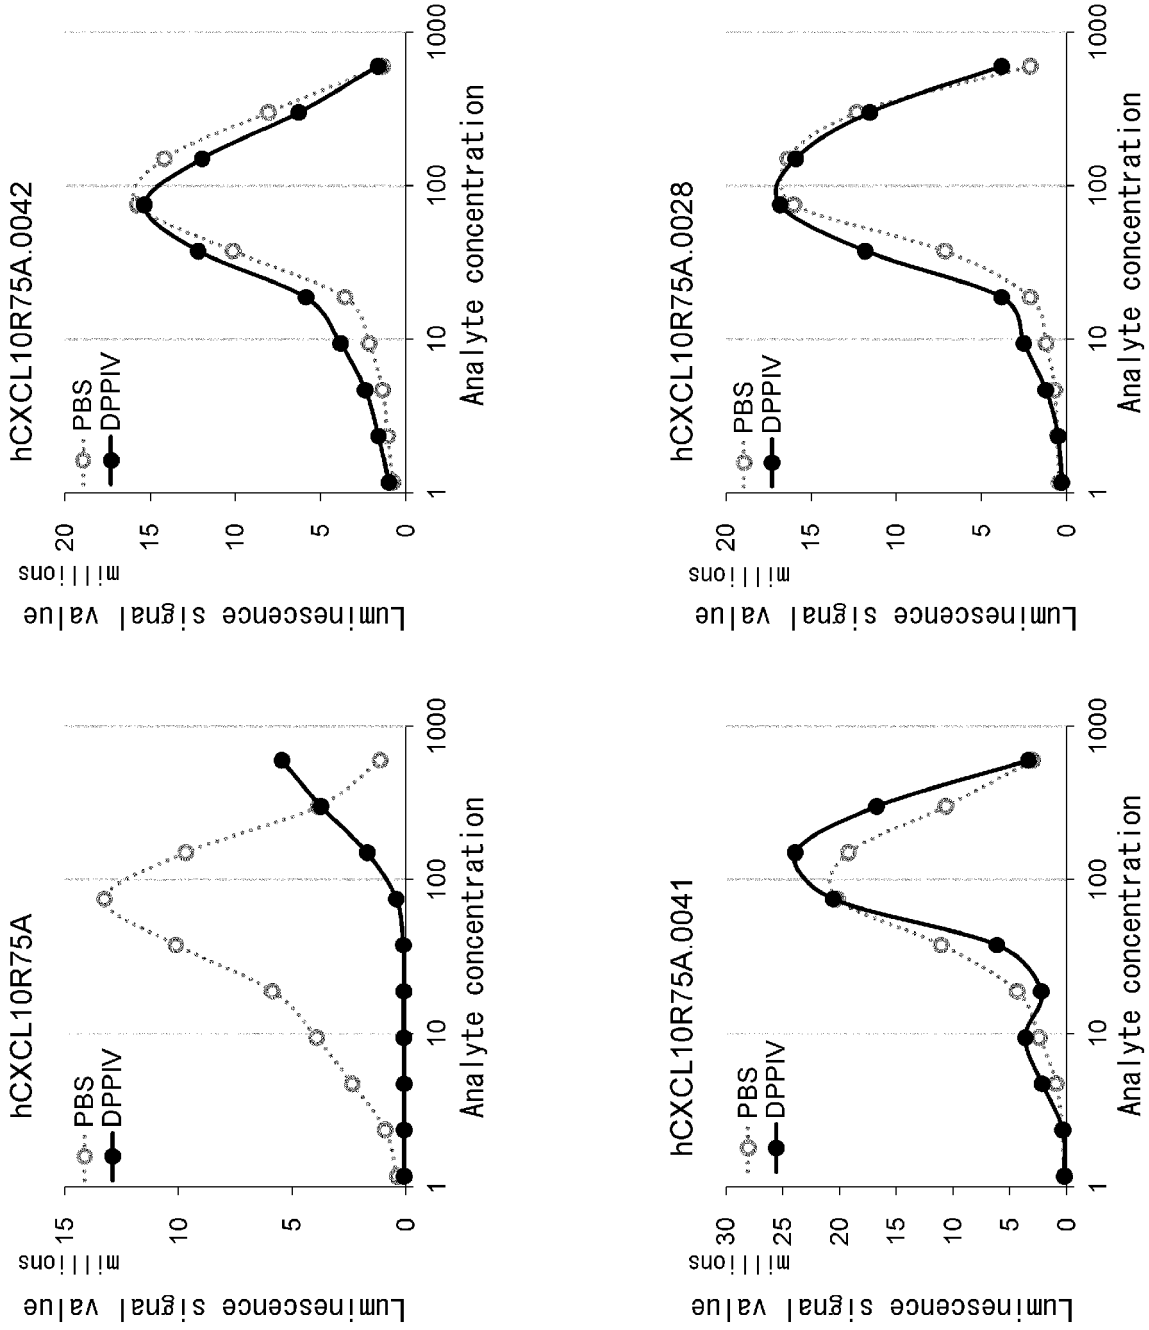 hCXCL10R75A
PBS
DPPIV
15
10
5
0
millions
Luminescence signal value
1
10
100
1000
Analyte concentration
hCXCL10R75A.0042
PBS
DPPIV
20
15
10
5
0
millions
Luminescence signal value
1
10
100
1000
Analyte concentration
hCXCL10R75A.0041
PBS
DPPIV
30
25
20
15
10
5
0
millions
Luminescence signal value
1
10
100
1000
Analyte concentration
hCXCL10R75A.0028
PBS
DPPIV
20
15
10
5
0
millions
Luminescence signal value
1
10
100
1000
Analyte concentration